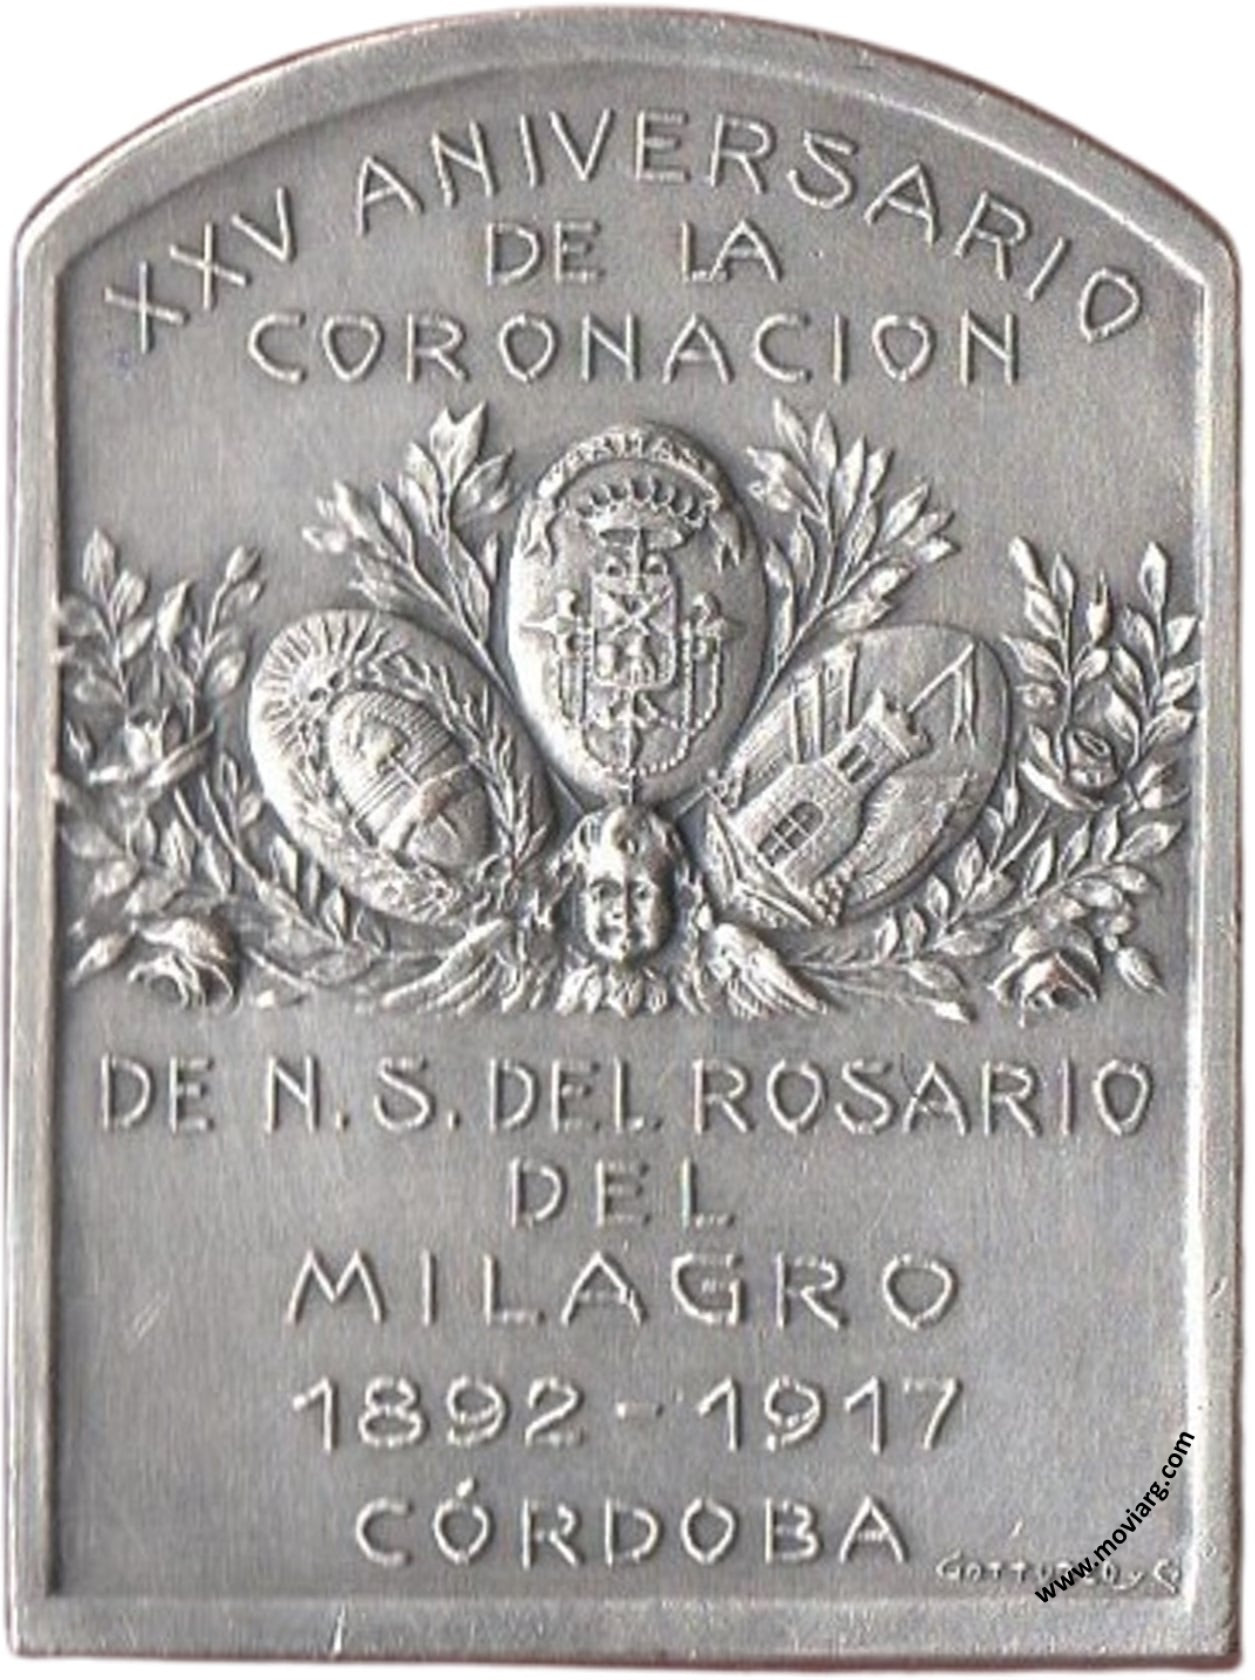 XXV ANIVERSARIO
DE LA
CORONACION
DE N. S. DEL ROSARIO
DEL
MILAGRO
1892-1917
CÓRDOBA
www.moviarg.com